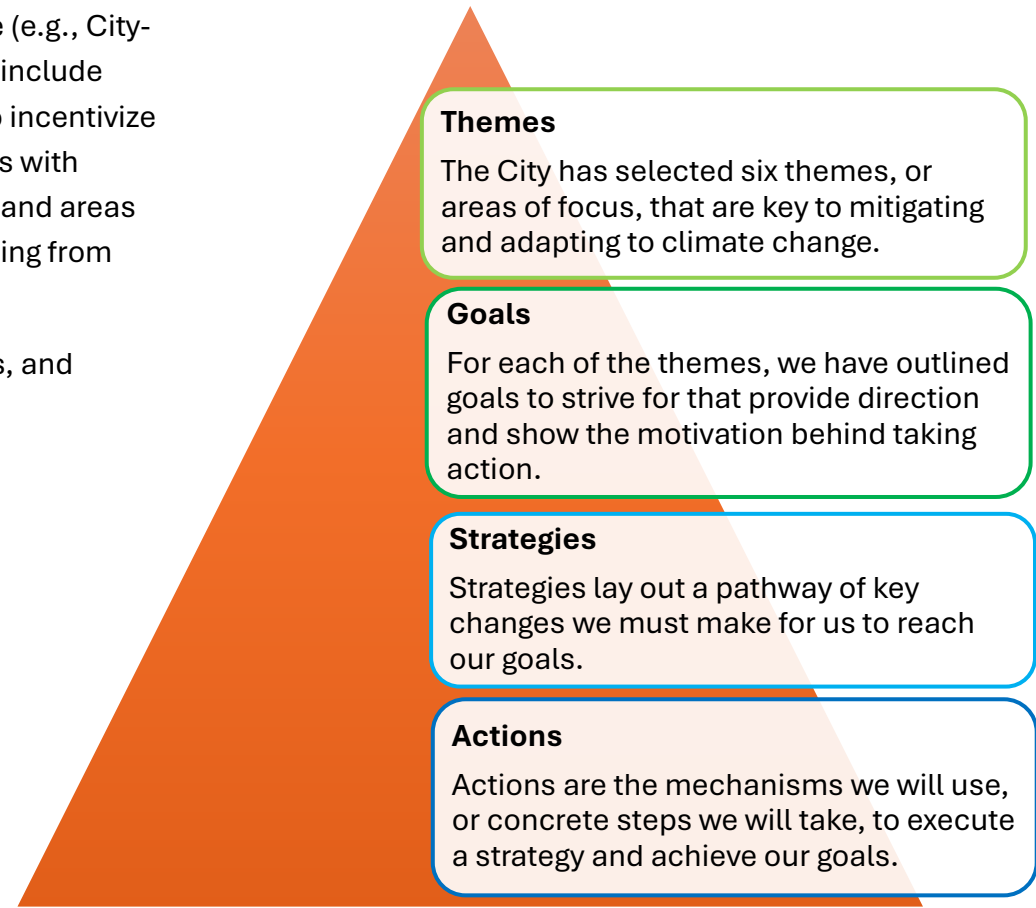 e (e.g., City-
include
incentivize
s with
and areas
ing from
s, and
Themes
The City has selected six themes, or
areas of focus, that are key to mitigating
and adapting to climate change.
Goals
For each of the themes, we have outlined
goals to strive for that provide direction
and show the motivation behind taking
action.
Strategies
Strategies lay out a pathway of key
changes we must make for us to reach
our goals.
Actions
Actions are the mechanisms we will use,
or concrete steps we will take, to execute
a strategy and achieve our goals.